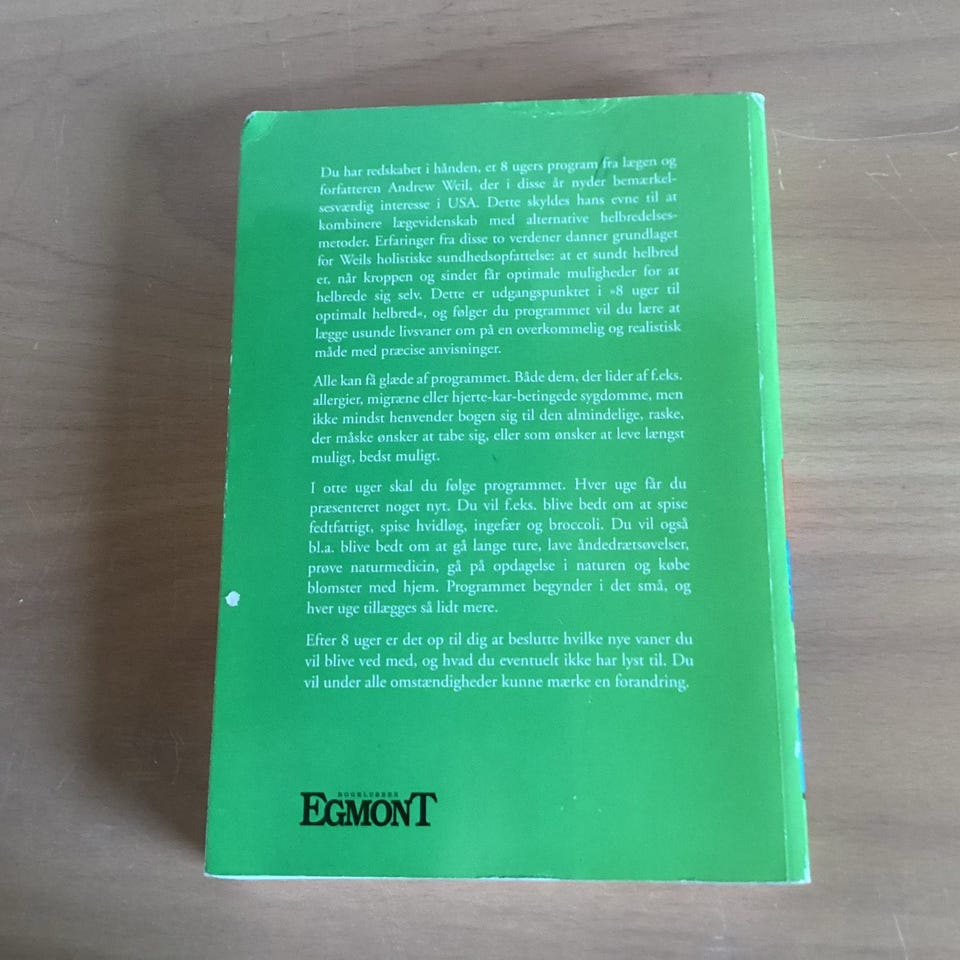 Du har redskabet i hånden, et 8 ugers program fra lægen og
forfatteren Andrew Weil, der i disse år nyder bemærkel-
sesværdig interesse i USA. Dette skyldes hans evne til at
kombinere lægevidenskab med alternative helbredelses-
metoder. Erfaringer fra disse to verdener danner grundlaget
for Weils holistiske sundhedsopfattelse: at et sundt helbred
er, når kroppen og sindet får optimale muligheder for at
helbrede sig selv. Dette er udgangspunktet i »8 uger til
optimalt helbred«, og følger du programmet vil du lære at
lægge usunde livsvaner om på en overkommelig og realistisk
måde med præcise anvisninger.
Alle kan få glæde af programmet. Både dem, der lider af f.eks.
allergier, migræne eller hjerte-kar-betingede sygdomme, men
ikke mindst henvender bogen sig til den almindelige, raske,
der måske ønsker at tabe sig, eller som ønsker at leve længst
muligt, bedst muligt.
I otte uger skal du følge programmet. Hver uge får du
præsenteret noget nyt. Du vil f.eks. blive bedt om at spise
fedtfattigt, spise hvidløg, ingefær og broccoli. Du vil også
bl.a. blive bedt om at gå lange ture, lave åndedrætsøvelser,
prøve naturmedicin, gå på opdagelse i naturen og købe
blomster med hjem. Programmet begynder i det små, og
hver uge tillægges så lidt mere.
Efter 8 uger er det op til dig at beslutte hvilke nye vaner du
vil blive ved med, og hvad du eventuelt ikke har lyst til. Du
vil under alle omstændigheder kunne mærke en forandring.
BOGKLUBBEN
EGMONT